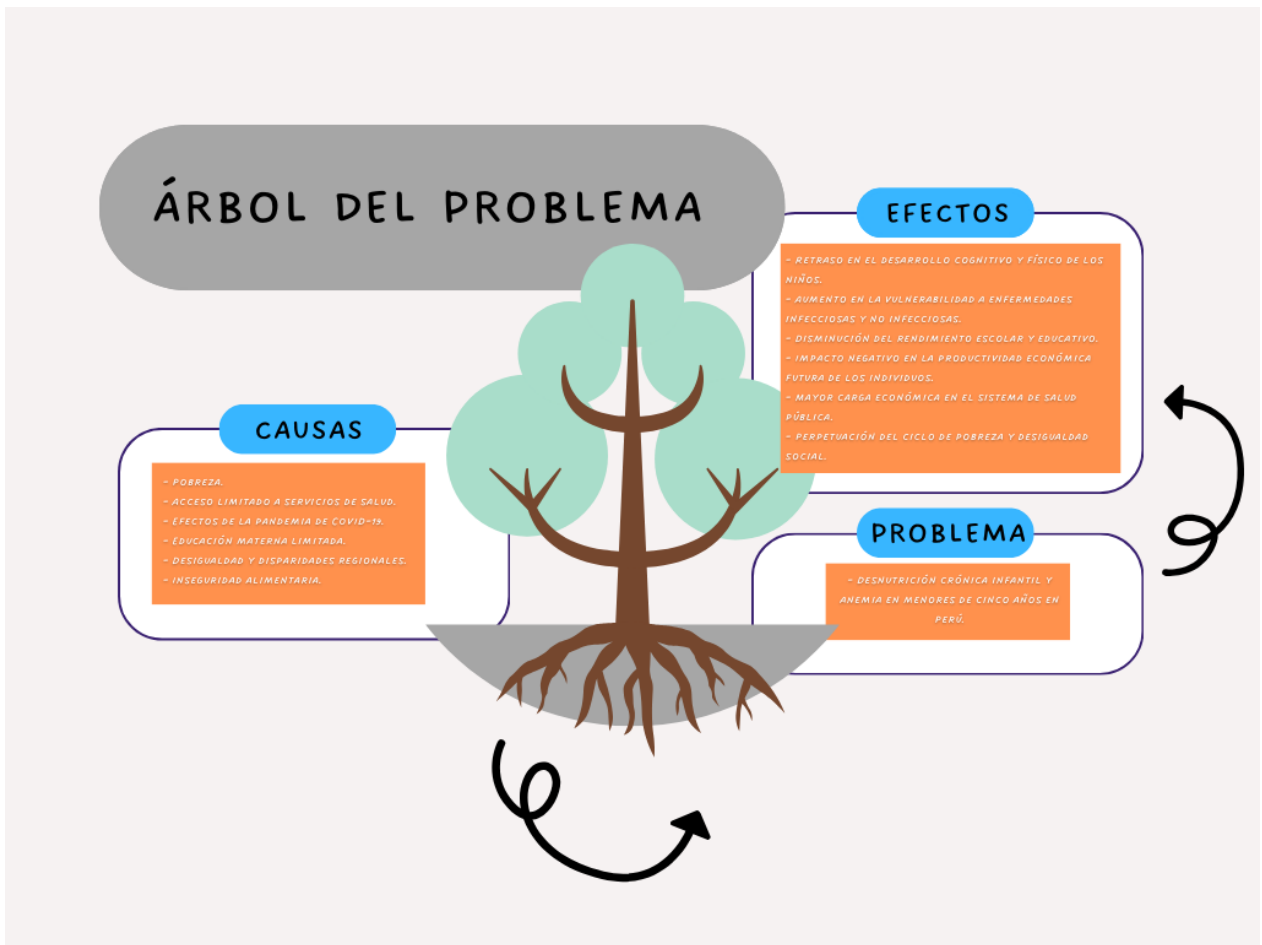 ÁRBOL DEL PROBLEMA
EFECTOS
- RETRASO EN EL DESARROLLO COGNITIVO Y FÍSICO DE LOS
NIÑOS.
- AUMENTO EN LA VULNERABILIDAD A ENFERMEDADES
INFECCIOSAS Y NO INFECCIOSAS.
- DISMINUCIÓN DEL RENDIMIENTO ESCOLAR Y EDUCATIVO.
- IMPACTO NEGATIVO EN LA PRODUCTIVIDAD ECONÓMICA
FUTURA DE LOS INDIVIDUOS.
- MAYOR CARGA ECONÓMICA EN EL SISTEMA DE SALUD
PÚBLICA.
- PERPETUACIÓN DEL CICLO DE POBREZA Y DESIGUALDAD
SOCIAL.
CAUSAS
- POBREZA.
- ACCESO LIMITADO A SERVICIOS DE SALUD.
- EFECTOS DE LA PANDEMIA DE COVID-19.
- EDUCACIÓN MATERNA LIMITADA.
- DESIGUALDAD Y DISPARIDADES REGIONALES.
- INSEGURIDAD ALIMENTARIA.
PROBLEMA
- DESNUTRICIÓN CRÓNICA INFANTIL Y
ANEMIA EN MENORES DE CINCO AÑOS EN
PERÚ.